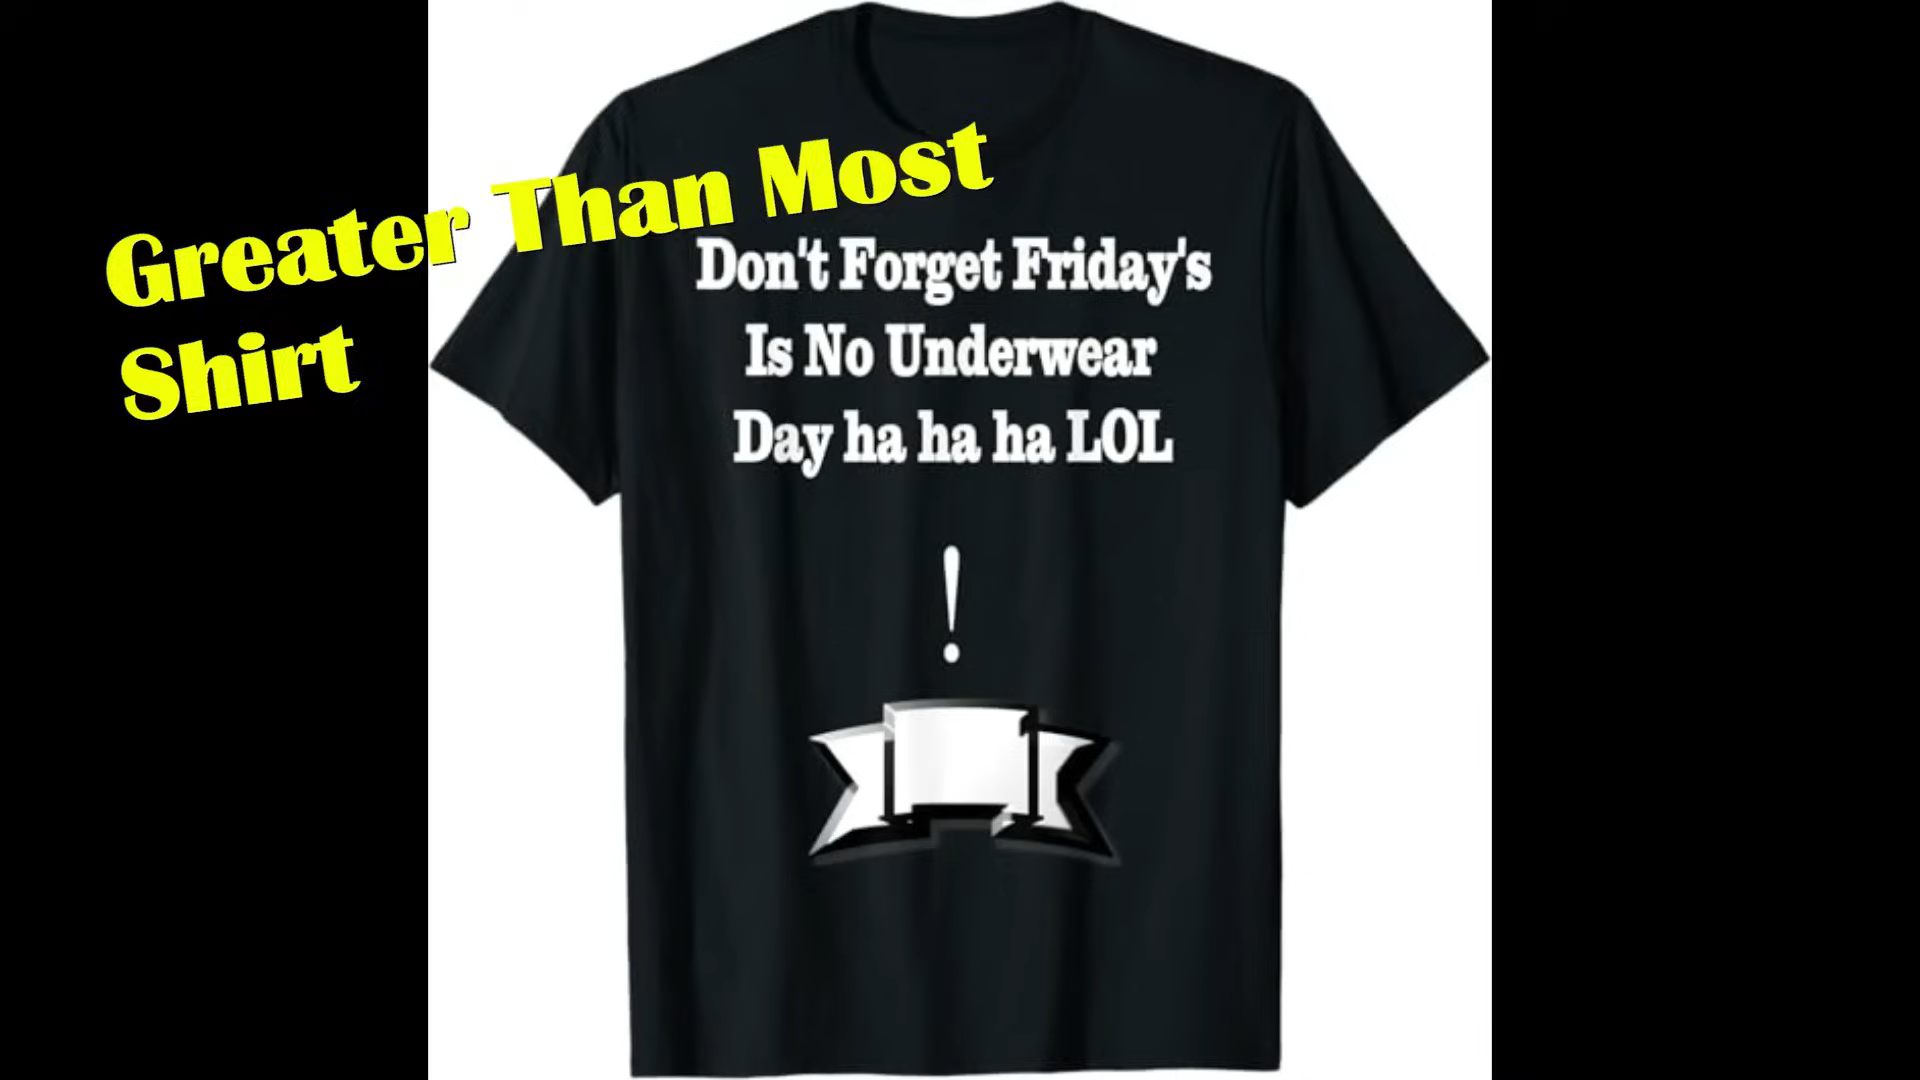 Greater Than Most
Shirt
Don't Forget Friday's
Is No Underwear
Day ha ha ha LOL
!